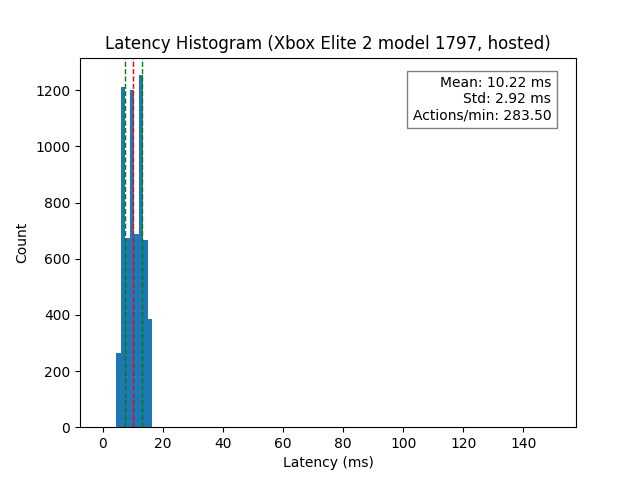 Latency Histogram (Xbox Elite 2 model 1797, hosted)
Mean: 10.22 ms
Std: 2.92 ms
Actions/min: 283.50
Count
1200
1000
800
600
400
200
0
0 20 40 60 80 100 120 140
Latency (ms)